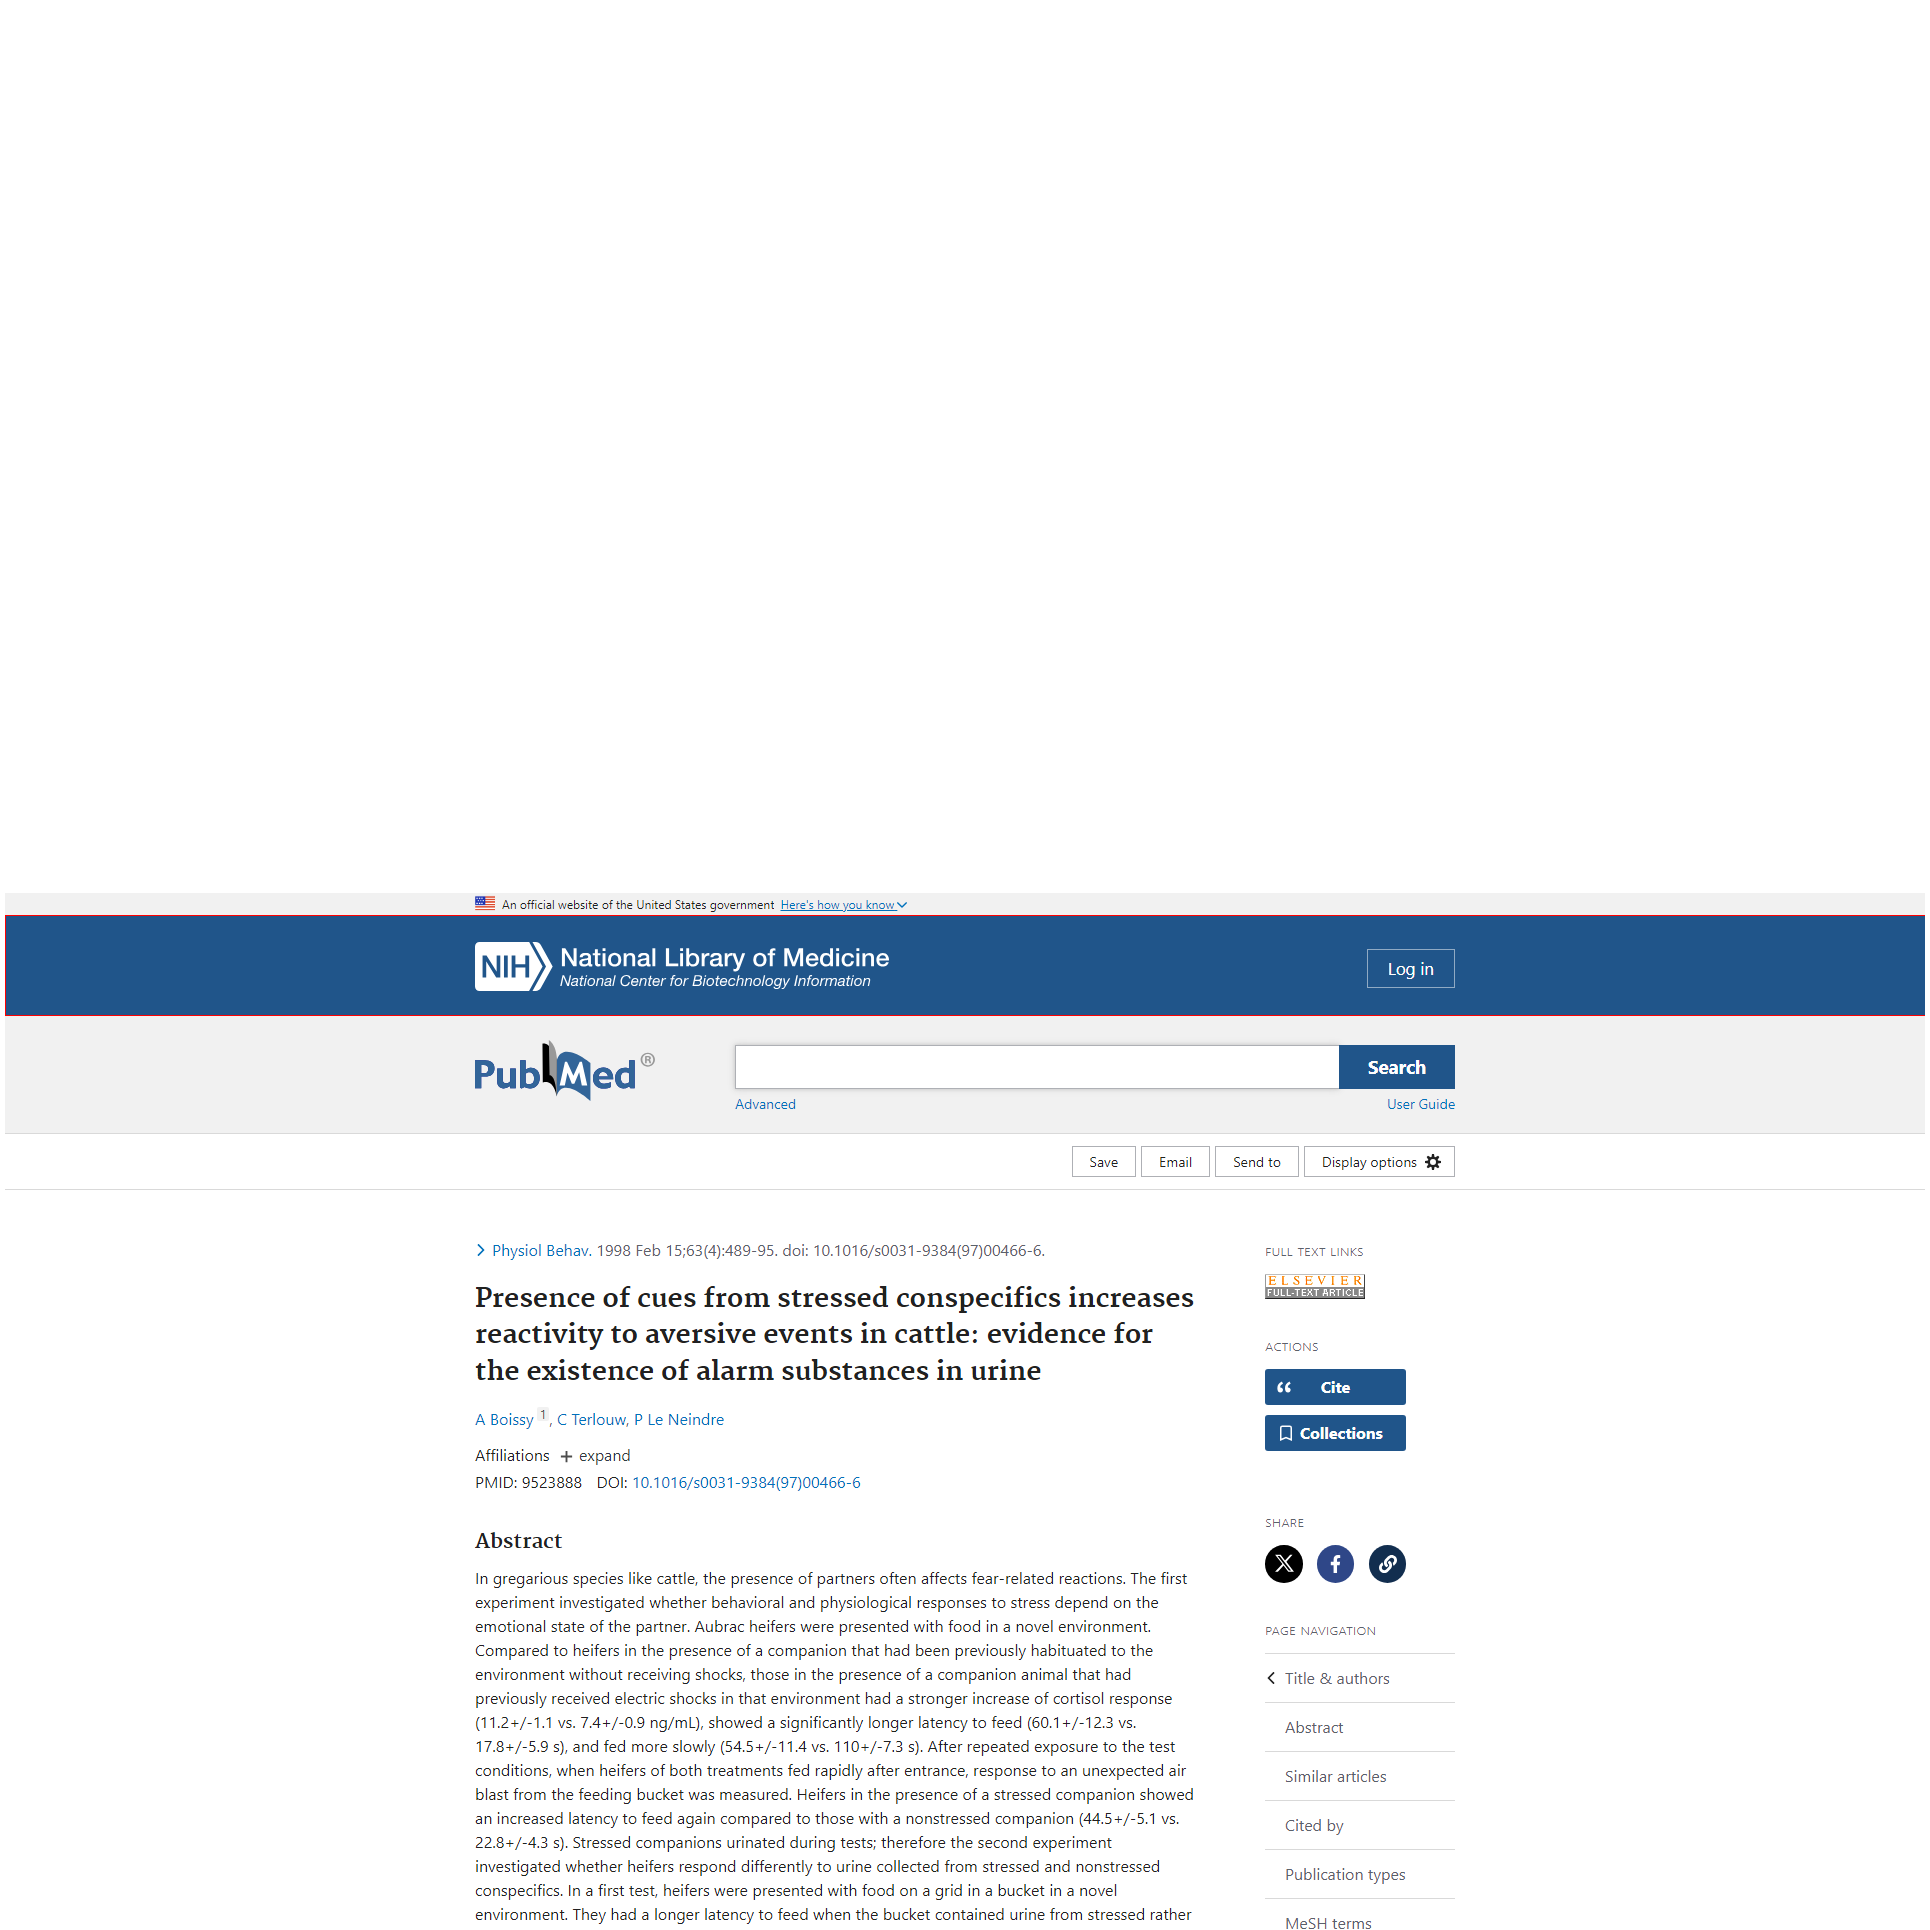 An official website of the United States government Here's how you know
NIH National Library of Medicine
National Center for Biotechnology Information
Log in
PubMed®
Search
Advanced
User Guide
Save
Email
Send to
Display options
Physiol Behav. 1998 Feb 15;63(4):489-95. doi: 10.1016/s0031-9384(97)00466-6.
Presence of cues from stressed conspecifics increases
reactivity to aversive events in cattle: evidence for
the existence of alarm substances in urine
A Boissy 1, C Terlouw, P Le Neindre
Affiliations + expand
PMID: 9523888 DOI: 10.1016/s0031-9384(97)00466-6
Abstract
In gregarious species like cattle, the presence of partners often affects fear-related reactions. The first
experiment investigated whether behavioral and physiological responses to stress depend on the
emotional state of the partner. Aubrac heifers were presented with food in a novel environment.
Compared to heifers in the presence of a companion that had been previously habituated to the
environment without receiving shocks, those in the presence of a companion animal that had
previously received electric shocks in that environment had a stronger increase of cortisol response
(11.2+/-1.1 vs. 7.4+/-0.9 ng/mL), showed a significantly longer latency to feed (60.1+/-12.3 vs.
17.8+/-5.9 s), and fed more slowly (54.5+/-11.4 vs. 110+/-7.3 s). After repeated exposure to the test
conditions, when heifers of both treatments fed rapidly after entrance, response to an unexpected air
blast from the feeding bucket was measured. Heifers in the presence of a stressed companion showed
an increased latency to feed again compared to those with a nonstressed companion (44.5+/-5.1 vs.
22.8+/-4.3 s). Stressed companions urinated during tests; therefore the second experiment
investigated whether heifers respond differently to urine collected from stressed and nonstressed
conspecifics. In a first test, heifers were presented with food on a grid in a bucket in a novel
environment. They had a longer latency to feed when the bucket contained urine from stressed rather
FULL TEXT LINKS
ELSEVIER
FULL-TEXT ARTICLE
ACTIONS
Cite
Collections
SHARE
PAGE NAVIGATION
Title & authors
Abstract
Similar articles
Cited by
Publication types
MeSH terms